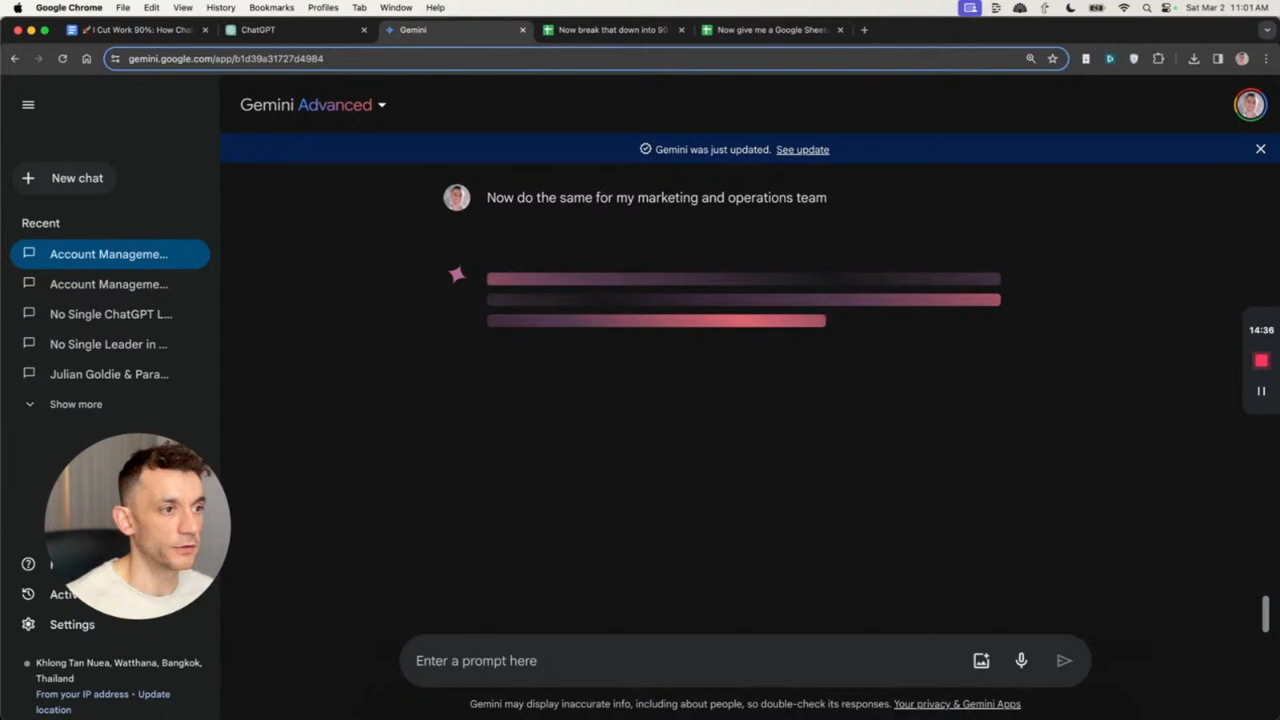 Google Chrome File Edit View History Bookmarks Profiles Tab Window Help Sat Mar 2 11:01 AM
I Cut Work 90%: How Chat ChatGPT Gemini Now break that down into 90 Now give me a Google Sheet
gemini.google.com/app/b1d39a31727d4984
Gemini Advanced
Gemini was just updated. See update
New chat
Now do the same for my marketing and operations team
Recent
Account Manageme...
Account Manageme...
No Single ChatGPT L...
No Single Leader in ...
Julian Goldie & Para...
Show more
14:36
Settings
Enter a prompt here
Khlong Tan Nuea, Watthana, Bangkok,
Thailand
From your IP address • Update
location
Gemini may display inaccurate info, including about people, so double-check its responses. Your privacy & Gemini Apps